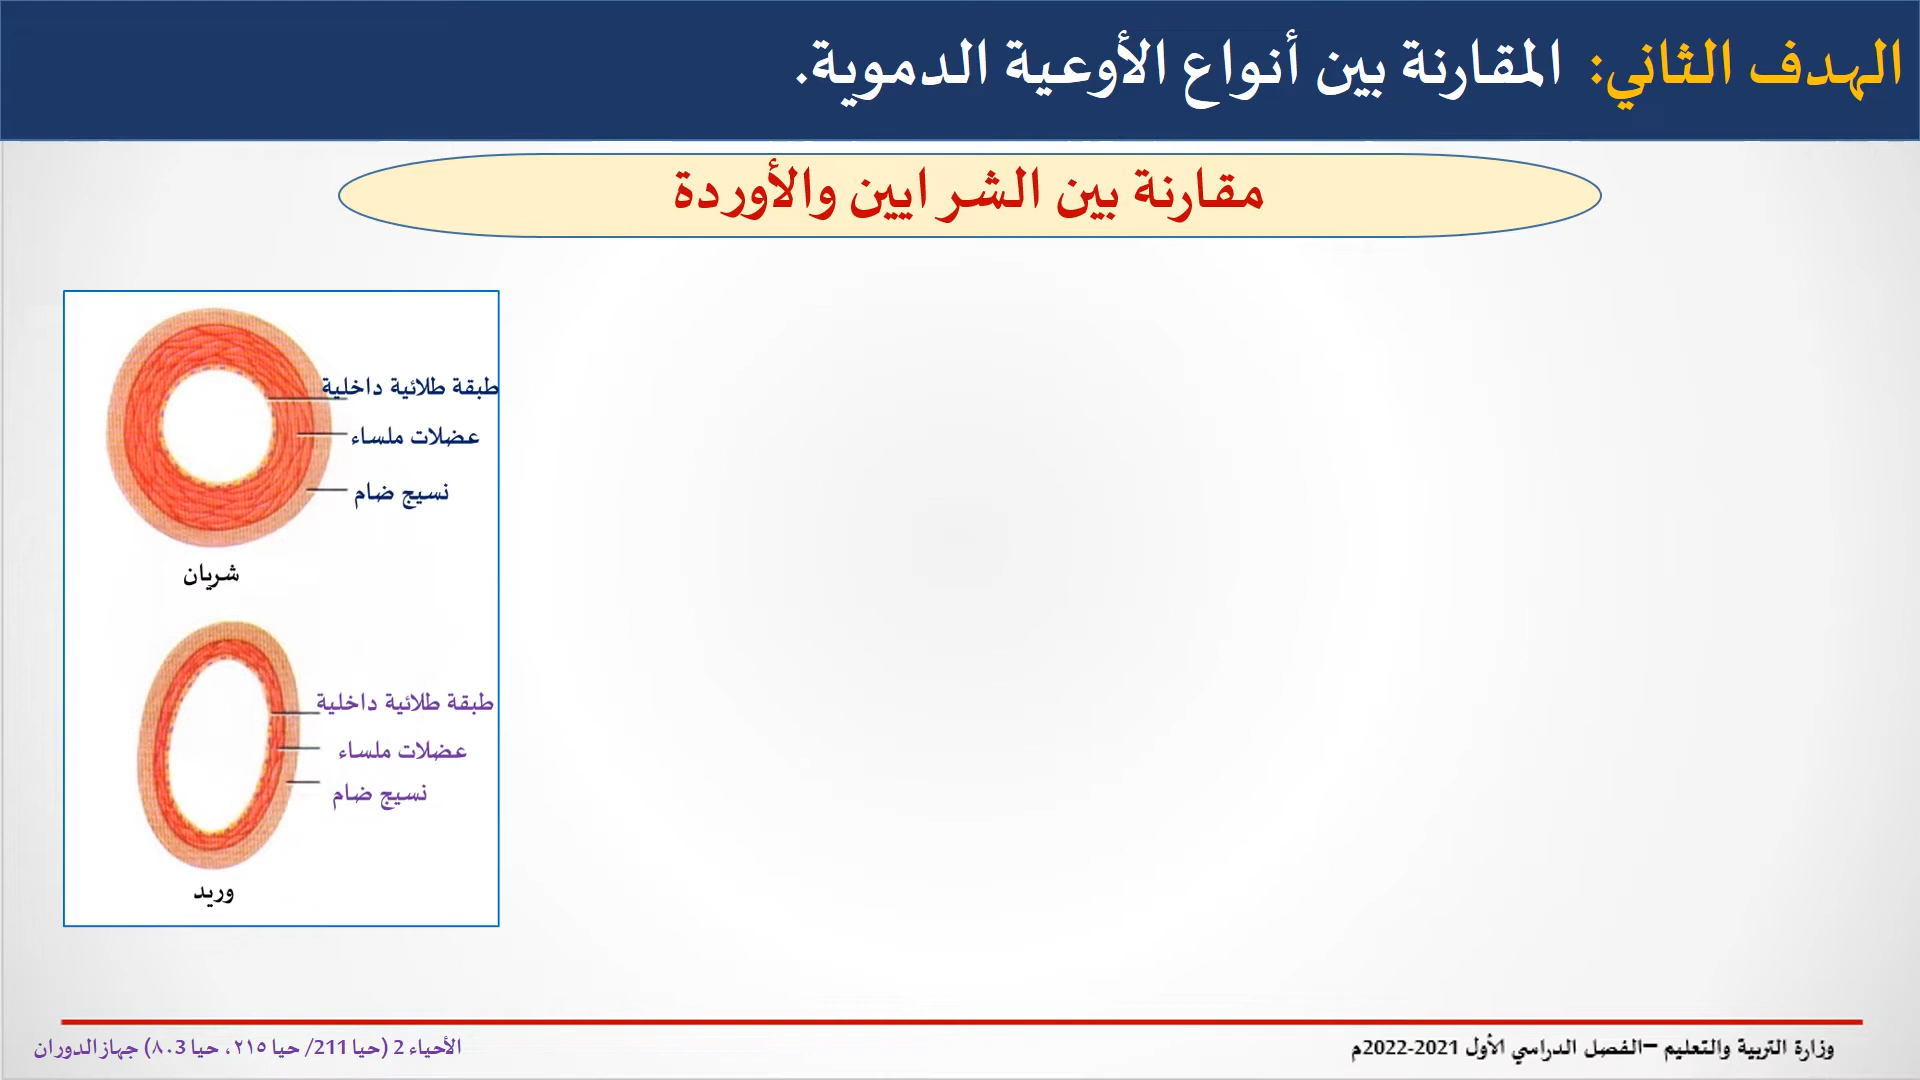 الهدف الثاني: المقارنة بين أنواع الأوعية الدموية.
مقارنة بين الشرايين والأوردة
طبقة طلائية داخلية
عضلات ملساء
نسيج ضام
شريان
طبقة طلائية داخلية
عضلات ملساء
نسيج ضام
وريد
وزارة التربية والتعليم –الفصل الدراسي الأول 2021-2022م
الأحياء 2 (حيا 211/ حيا ٢١٥، حيا ٨٠3) جهاز الدوران